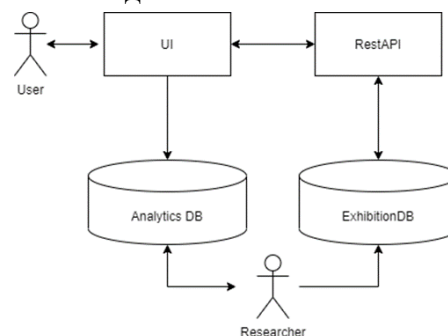 UI
RestAPI
User
Analytics DB
ExhibitionDB
Researcher